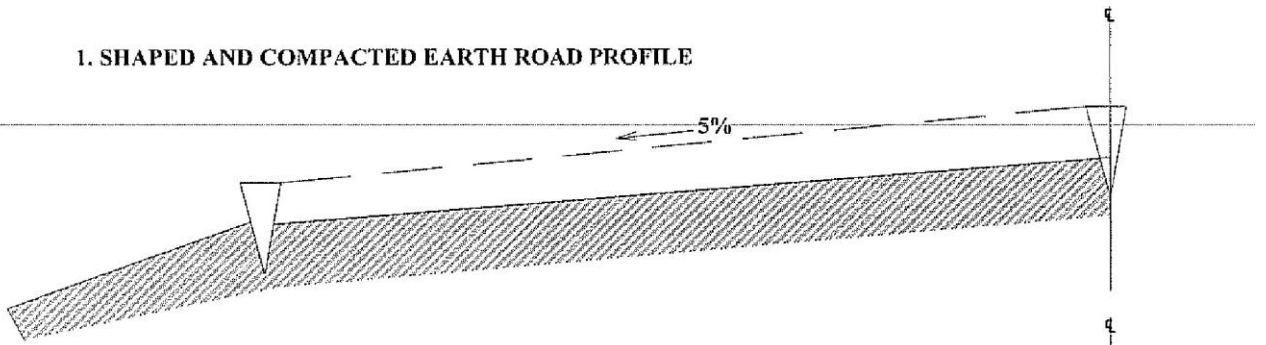 ℄
1. SHAPED AND COMPACTED EARTH ROAD PROFILE
5%
℄